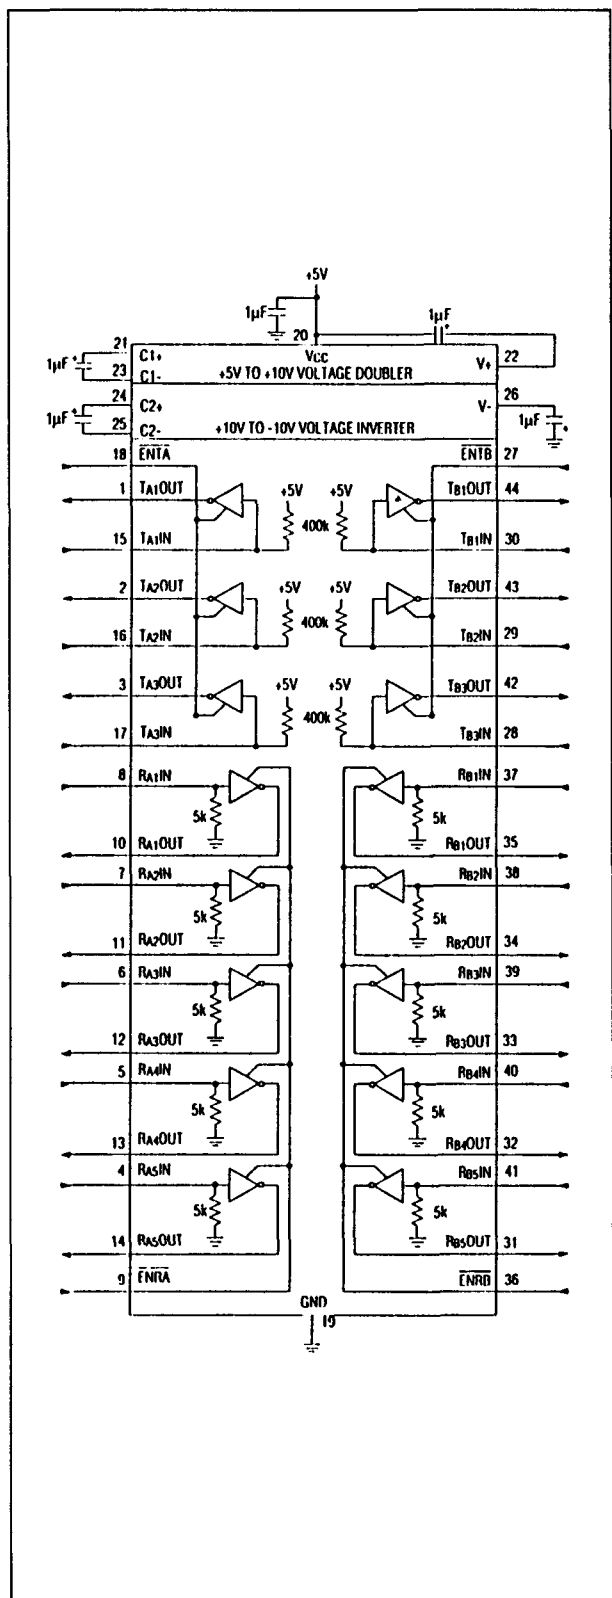 +5V
1µF
20
1µF
21
C1+
VCC
V+
22
1µF
23
C1-
+5V TO +10V VOLTAGE DOUBLER
24
C2+
V-
26
1µF
25
C2-
+10V TO -10V VOLTAGE INVERTER
1µF
18 ENTA
ENTB 27
1 TA1OUT
+5V
+5V
TB1OUT 44
400k
15 TA1IN
TB1IN 30
2 TA2OUT
+5V
+5V
TB2OUT 43
400k
16 TA2IN
TB2IN 29
3 TA3OUT
+5V
+5V
TB3OUT 42
400k
17 TA3IN
TB3IN 28
8 RA1IN
RB1IN 37
5k
5k
10 RA1OUT
RB1OUT 35
7 RA2IN
RB2IN 38
5k
5k
11 RA2OUT
RB2OUT 34
6 RA3IN
RB3IN 39
5k
5k
12 RA3OUT
RB3OUT 33
5 RA4IN
RB4IN 40
5k
5k
13 RA4OUT
RB4OUT 32
4 RA5IN
RB5IN 41
5k
5k
14 RA5OUT
RB5OUT 31
9 ENRA
ENRB 36
GND
19